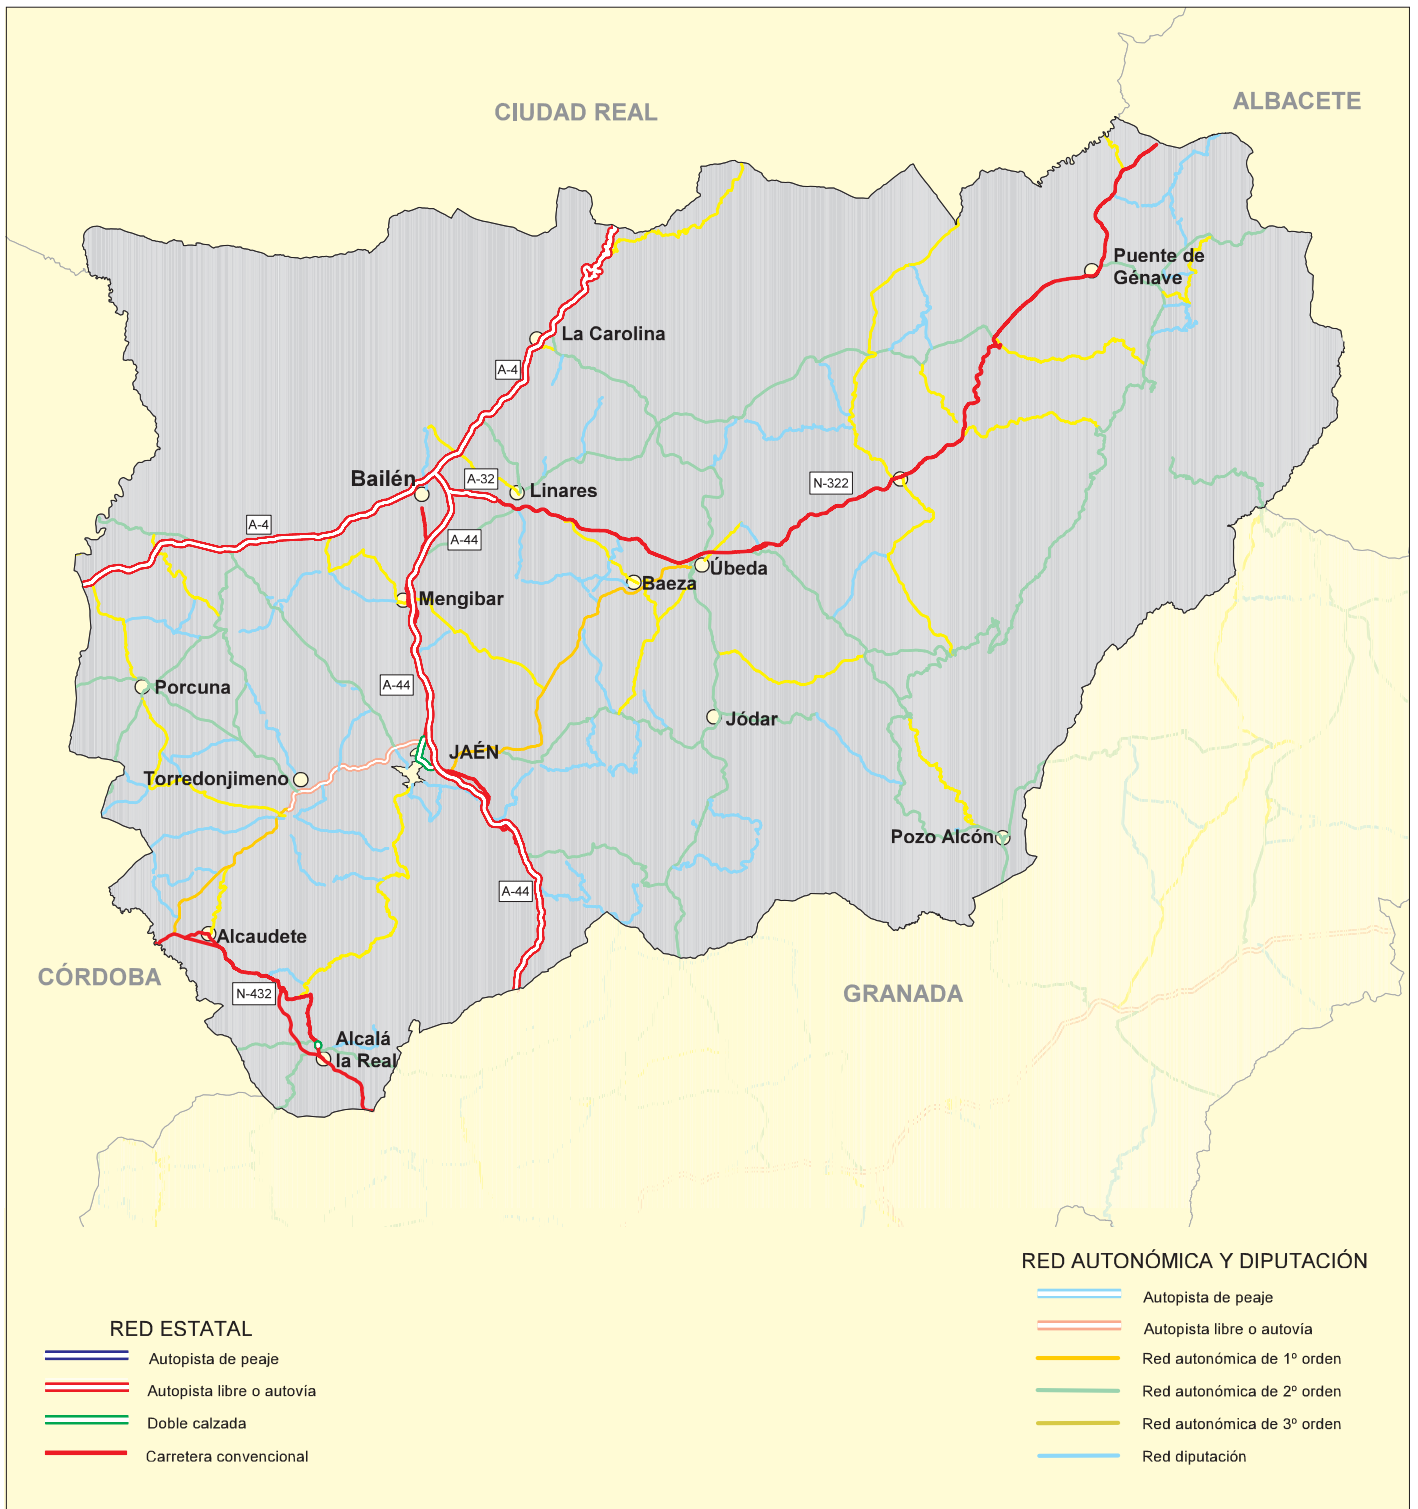 ALBACETE
CIUDAD REAL
Puente de
Génave
La Carolina
A-4
Bailén
A-32
Linares
N-322
A-4
A-44
Úbeda
Baeza
Mengibar
A-44
Porcuna
Jódar
JAÉN
Torredonjimeno
Pozo Alcón
A-44
Alcaudete
CÓRDOBA
N-432
GRANADA
Alcalá
la Real
RED AUTONÓMICA Y DIPUTACIÓN
Autopista de peaje
Autopista libre o autovía
Red autonómica de 1º orden
Red autonómica de 2º orden
Red autonómica de 3º orden
Red diputación
RED ESTATAL
Autopista de peaje
Autopista libre o autovía
Doble calzada
Carretera convencional